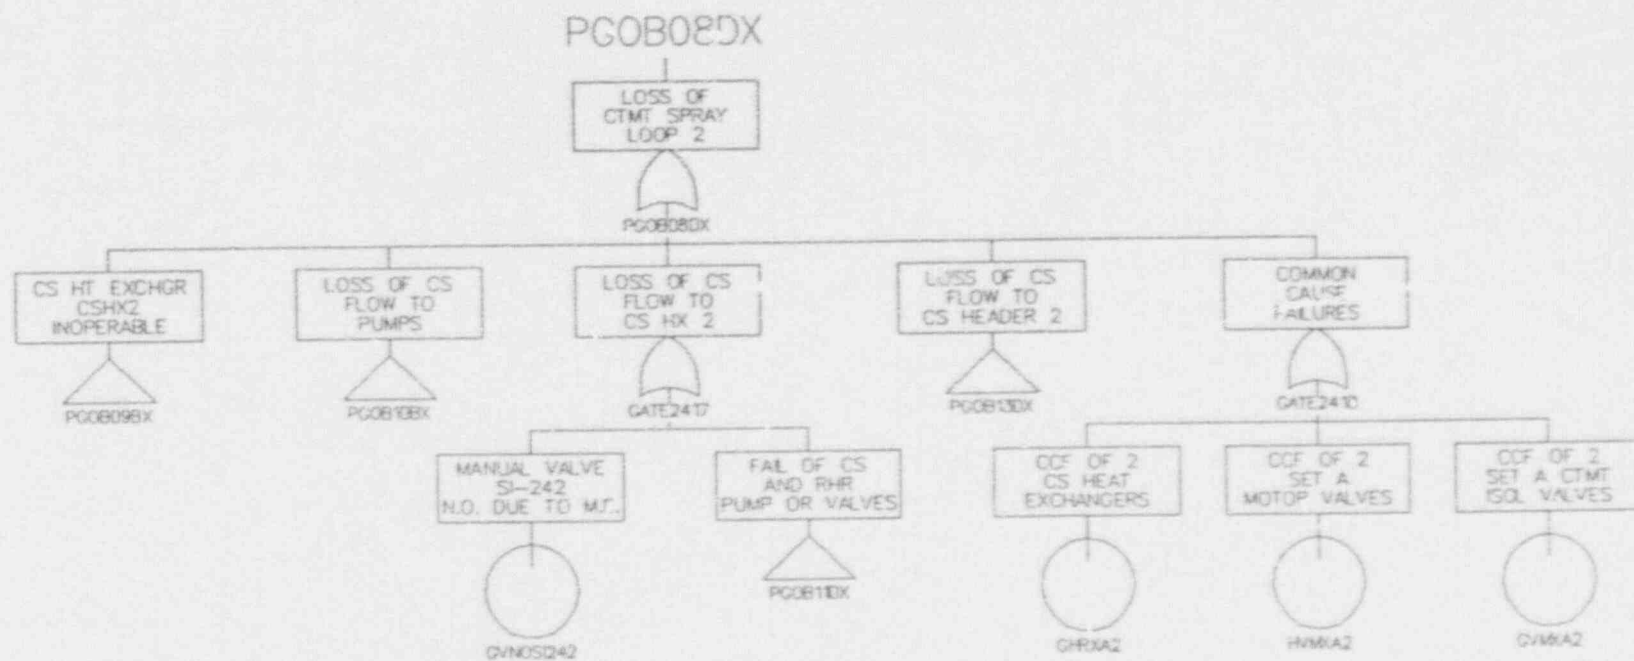 PGOB08DX
LOSS OF
CTMT SPRAY
LOOP 2
PGOB08DX
CS HT EXCHGR
CSHX2
INOPERABLE
PGOB09BX
LOSS OF CS
FLOW TO
PUMPS
PGOB10BX
LOSS OF CS
FLOW TO
CS HX 2
GATE2417
LOSS OF CS
FLOW TO
CS HEADER 2
PGOB13DX
COMMON
CAUSE
FAILURES
GATE2410
MANUAL VALVE
SI-242
N.O. DUE TO
GVNOSI242
FAIL OF CS
AND RHR
PUMP OR VALVES
PGOB11DX
CCF OF 2
CS HEAT
EXCHANGERS
GHRXA2
CCF OF 2
SET A
MOTOP VALVES
HVMXA2
CCF OF 2
SET A CTMT
ISOL VALVES
GVMXA2